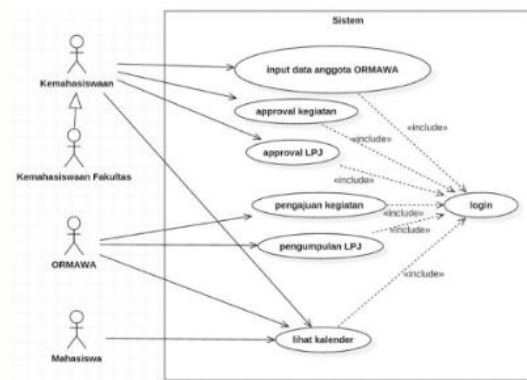 Sistem
Kemahasiswaan
input data anggota ORMAWA
approval kegiatan
«include»
«include»
approval LPJ
«include»
Kemahasiswaan Fakultas
pengajuan kegiatan
login
«include»
ORMAWA
pengumpulan LPJ
«include»
«include»
Mahasiswa
lihat kalender